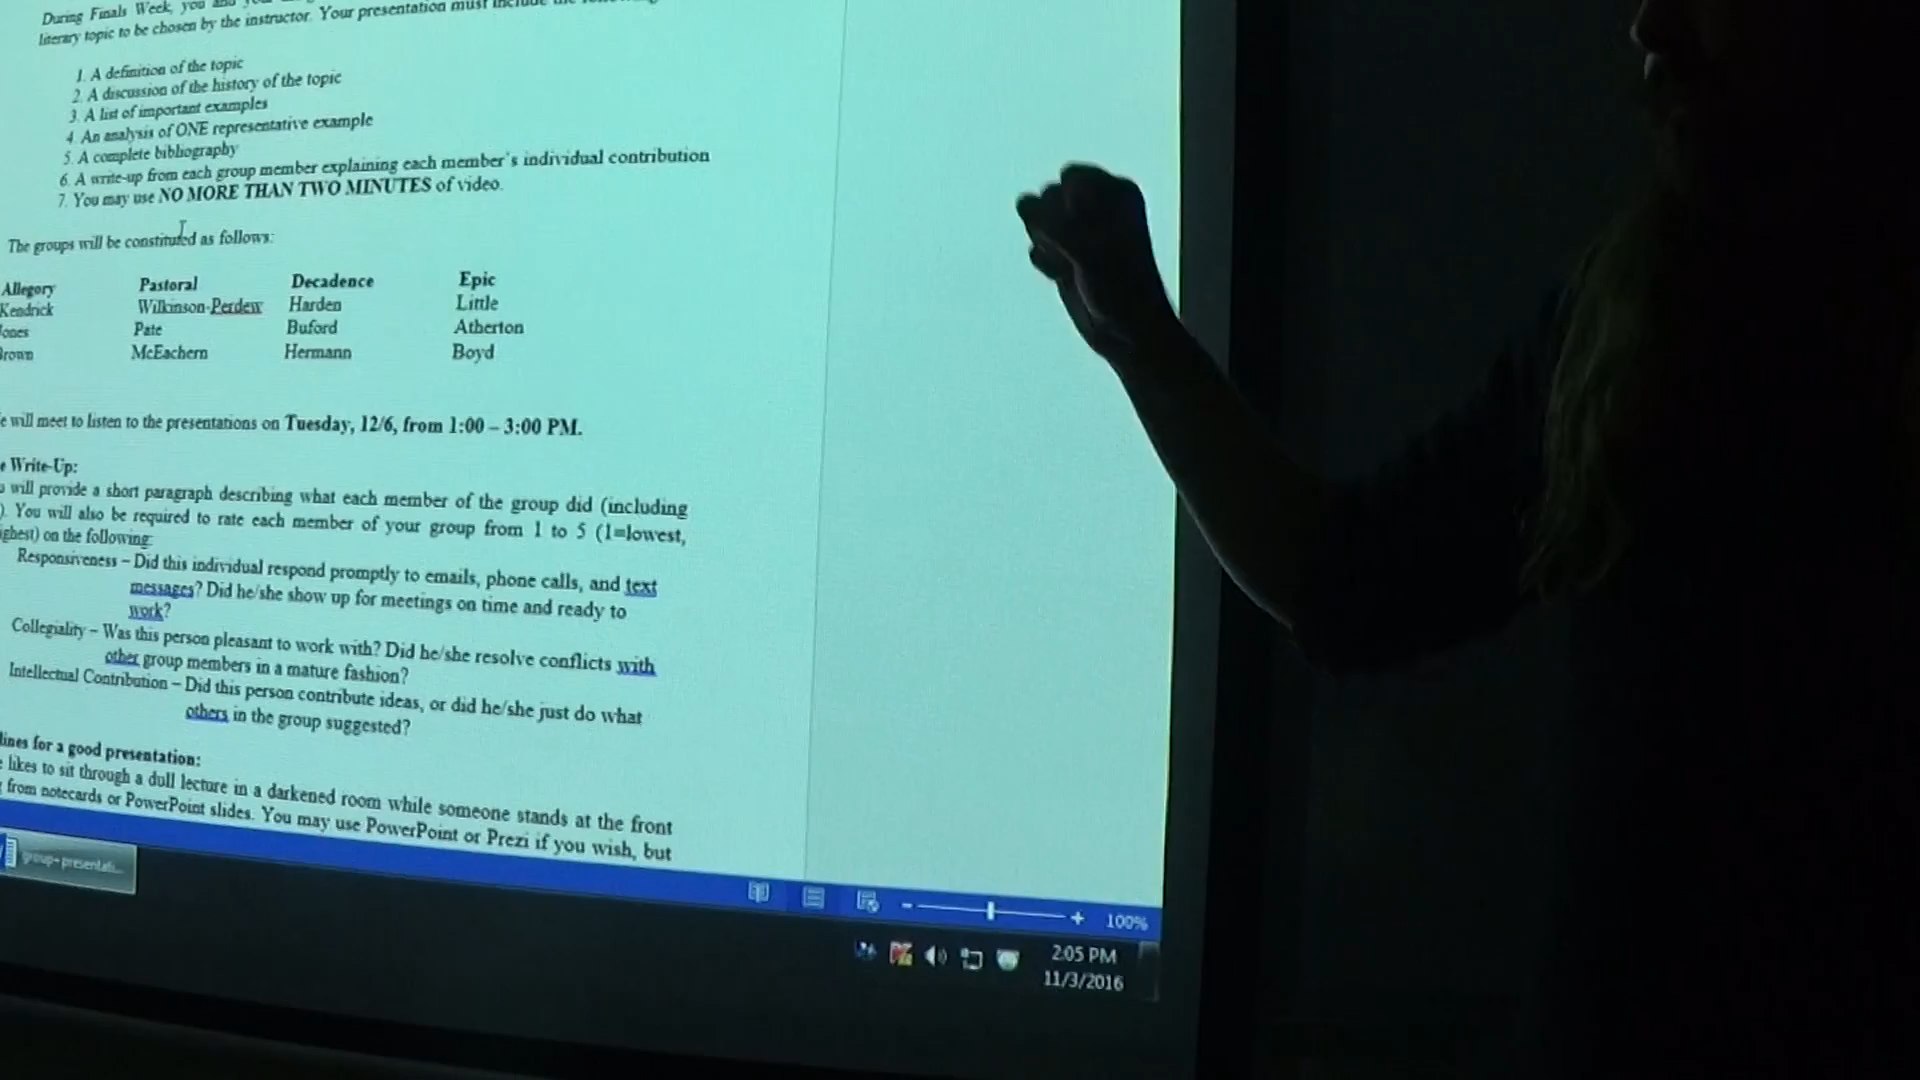 During Finals Week, you and
literary topic to be chosen by the instructor. Your presentation must include the following
1. A definition of the topic
2. A discussion of the history of the topic
3. A list of important examples
4. An analysis of ONE representative example
5. A complete bibliography
6. A write-up from each group member explaining each member's individual contribution
7. You may use NO MORE THAN TWO MINUTES of video.
The groups will be constituted as follows:
Allegory Pastoral Decadence Epic
Kendrick Wilkinson-Perdew Harden Little
ones Pate Buford Atherton
rown McEachern Hermann Boyd
e will meet to listen to the presentations on Tuesday, 12/6, from 1:00 – 3:00 PM.
e Write-Up:
will provide a short paragraph describing what each member of the group did (including
). You will also be required to rate each member of your group from 1 to 5 (1=lowest,
ighest) on the following:
Responsiveness – Did this individual respond promptly to emails, phone calls, and text
messages? Did he/she show up for meetings on time and ready to
work?
Collegiality – Was this person pleasant to work with? Did he/she resolve conflicts with
other group members in a mature fashion?
Intellectual Contribution – Did this person contribute ideas, or did he/she just do what
others in the group suggested?
lines for a good presentation:
likes to sit through a dull lecture in a darkened room while someone stands at the front
from notecards or PowerPoint slides. You may use PowerPoint or Prezi if you wish, but
group+presentati...
100%
2:05 PM
11/3/2016